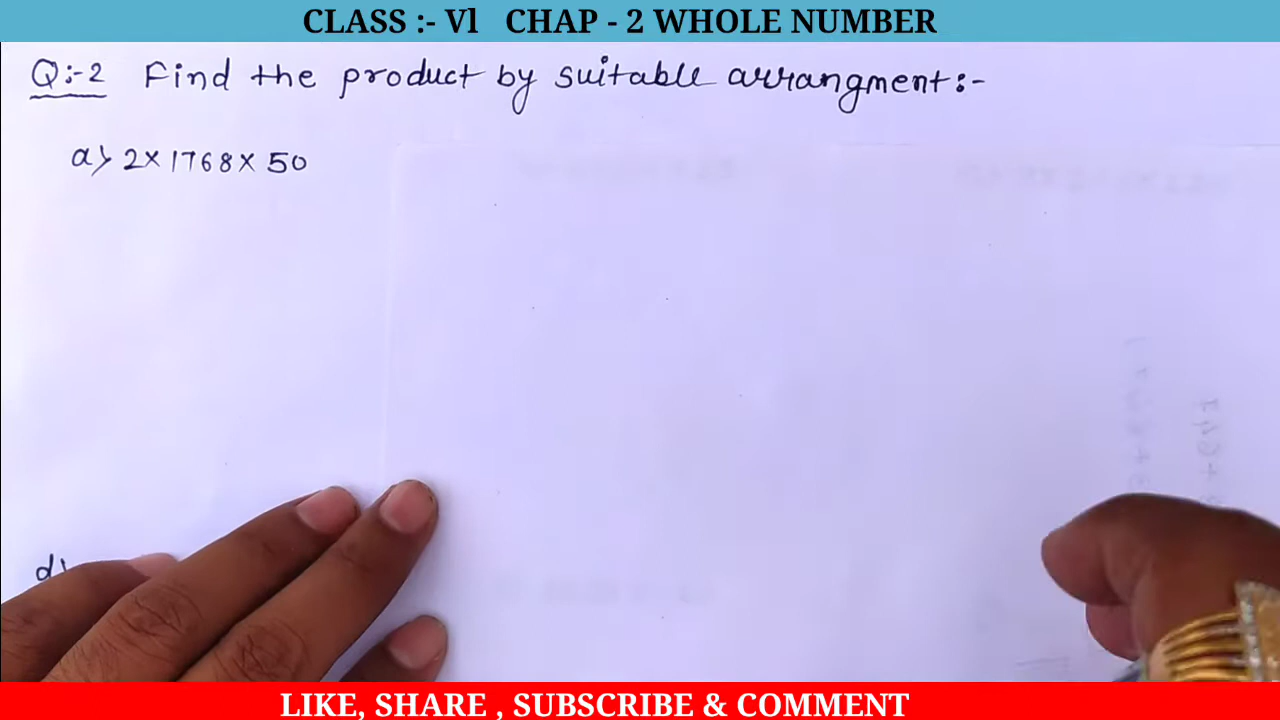 CLASS :- Vl CHAP - 2 WHOLE NUMBER
Q:-2 Find the product by suitable arrangment:-
a) 2×1768×50
d)
LIKE, SHARE , SUBSCRIBE & COMMENT